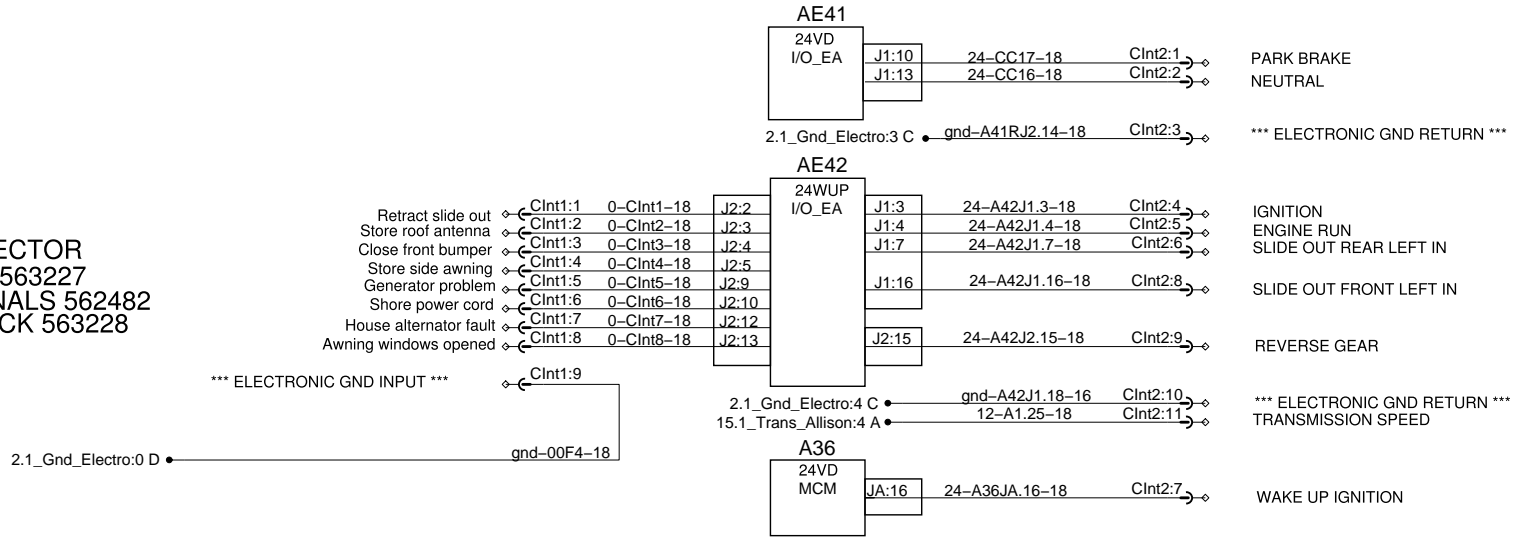 AE41
24VD
I/O_EA
J1:10 24–CC17–18 CInt2:1 PARK BRAKE
J1:13 24–CC16–18 CInt2:2 NEUTRAL
2.1_Gnd_Electro:3 C gnd–A41RJ2.14–18 CInt2:3 *** ELECTRONIC GND RETURN ***
AE42
24WUP
I/O_EA
Retract slide out CInt1:1 0–CInt1–18 J2:2 J1:3 24–A42J1.3–18 CInt2:4 IGNITION
Store roof antenna CInt1:2 0–CInt2–18 J2:3 J1:4 24–A42J1.4–18 CInt2:5 ENGINE RUN
Close front bumper CInt1:3 0–CInt3–18 J2:4 J1:7 24–A42J1.7–18 CInt2:6 SLIDE OUT REAR LEFT IN
Store side awning CInt1:4 0–CInt4–18 J2:5
Generator problem CInt1:5 0–CInt5–18 J2:9 J1:16 24–A42J1.16–18 CInt2:8 SLIDE OUT FRONT LEFT IN
Shore power cord CInt1:6 0–CInt6–18 J2:10
House alternator fault CInt1:7 0–CInt7–18 J2:12
Awning windows opened CInt1:8 0–CInt8–18 J2:13 J2:15 24–A42J2.15–18 CInt2:9 REVERSE GEAR
ECTOR
563227
NALS 562482
CK 563228
*** ELECTRONIC GND INPUT *** CInt1:9
2.1_Gnd_Electro:4 C gnd–A42J1.18–16 CInt2:10 *** ELECTRONIC GND RETURN ***
15.1_Trans_Allison:4 A 12–A1.25–18 CInt2:11 TRANSMISSION SPEED
2.1_Gnd_Electro:0 D gnd–00F4–18
A36
24VD
MCM
JA:16 24–A36JA.16–18 CInt2:7 WAKE UP IGNITION